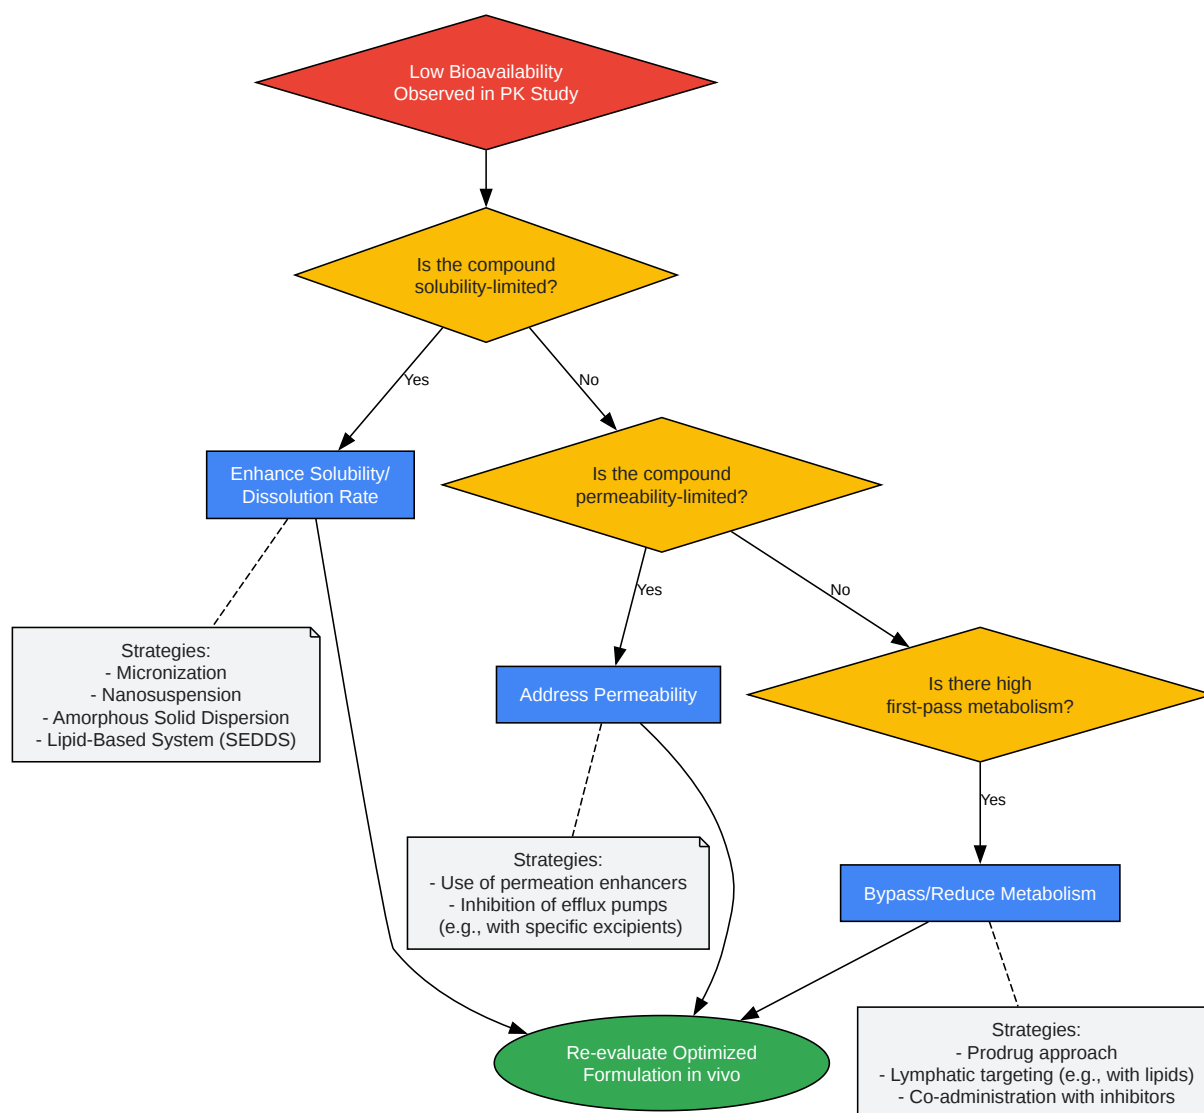 Low Bioavailability
Observed in PK Study
Is the compound
solubility-limited?
Yes
No
Enhance Solubility/
Dissolution Rate
Is the compound
permeability-limited?
Strategies:
- Micronization
- Nanosuspension
- Amorphous Solid Dispersion
- Lipid-Based System (SEDDS)
Yes
No
Address Permeability
Is there high
first-pass metabolism?
Strategies:
- Use of permeation enhancers
- Inhibition of efflux pumps
(e.g., with specific excipients)
Yes
Bypass/Reduce Metabolism
Re-evaluate Optimized
Formulation in vivo
Strategies:
- Prodrug approach
- Lymphatic targeting (e.g., with lipids)
- Co-administration with inhibitors